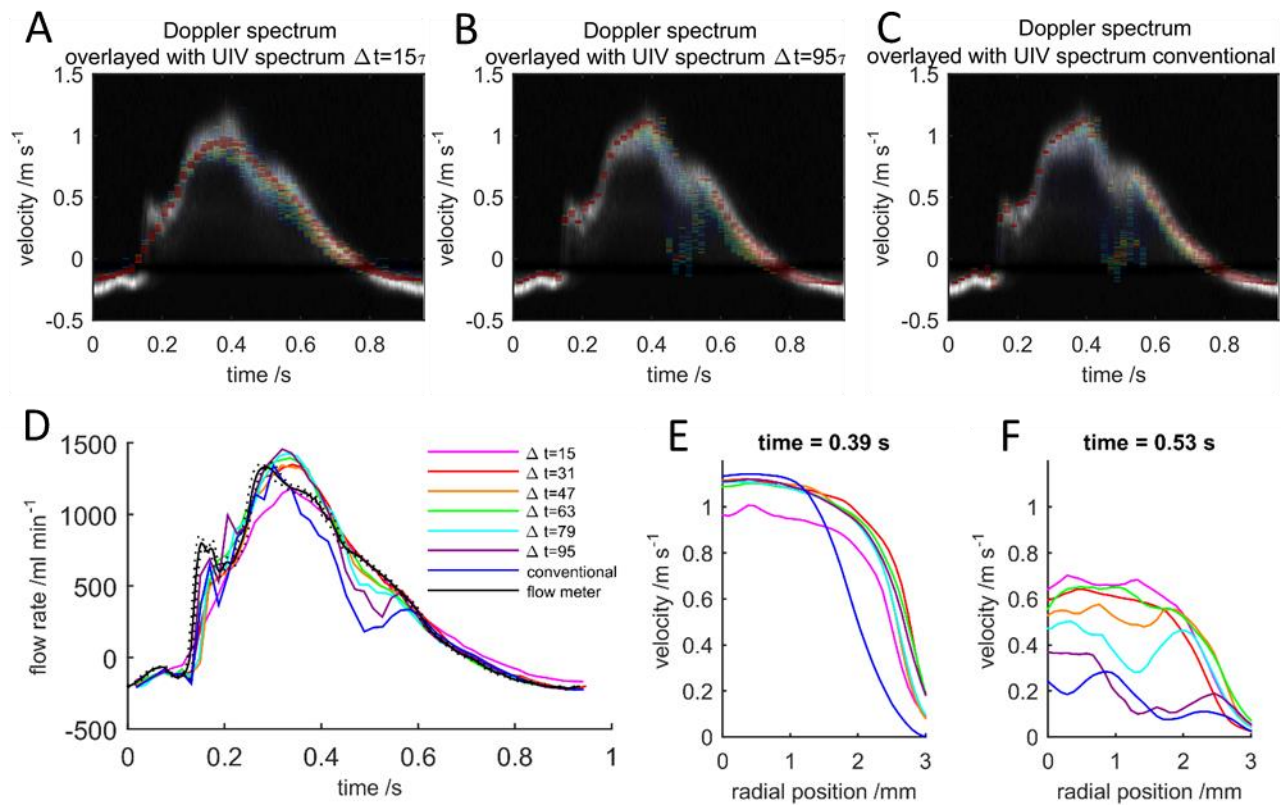 A
Doppler spectrum
overlayed with UIV spectrum Δt=15τ
1.5
1
0.5
0
-0.5
velocity /m s⁻¹
0 0.2 0.4 0.6 0.8
time /s
B
Doppler spectrum
overlayed with UIV spectrum Δt=95τ
1.5
1
0.5
0
-0.5
velocity /m s⁻¹
0 0.2 0.4 0.6 0.8
time /s
C
Doppler spectrum
overlayed with UIV spectrum conventional
1.5
1
0.5
0
-0.5
velocity /m s⁻¹
0 0.2 0.4 0.6 0.8
time /s
D
1500
1000
500
0
-500
flow rate /ml min⁻¹
Δ t=15
Δ t=31
Δ t=47
Δ t=63
Δ t=79
Δ t=95
conventional
flow meter
0 0.2 0.4 0.6 0.8 1
time /s
E
time = 0.39 s
1
0.8
0.6
0.4
0.2
0
velocity /m s⁻¹
0 1 2 3
radial position /mm
F
time = 0.53 s
1
0.8
0.6
0.4
0.2
0
velocity /m s⁻¹
0 1 2 3
radial position /mm